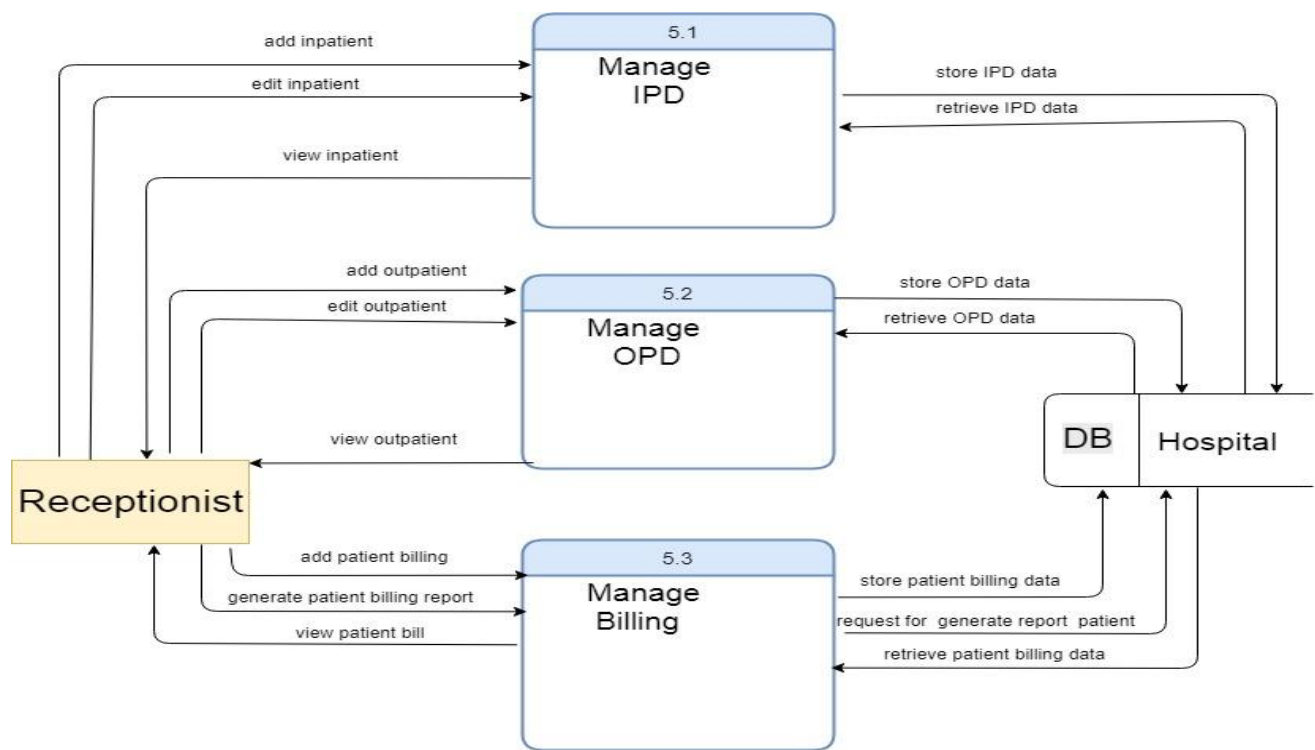 5.1
add inpatient
Manage
IPD
store IPD data
edit inpatient
retrieve IPD data
view inpatient
add outpatient
5.2
store OPD data
edit outpatient
Manage
OPD
retrieve OPD data
view outpatient
DB
Hospital
Receptionist
5.3
add patient billing
store patient billing data
generate patient billing report
Manage
Billing
request for generate report patient
view patient bill
retrieve patient billing data